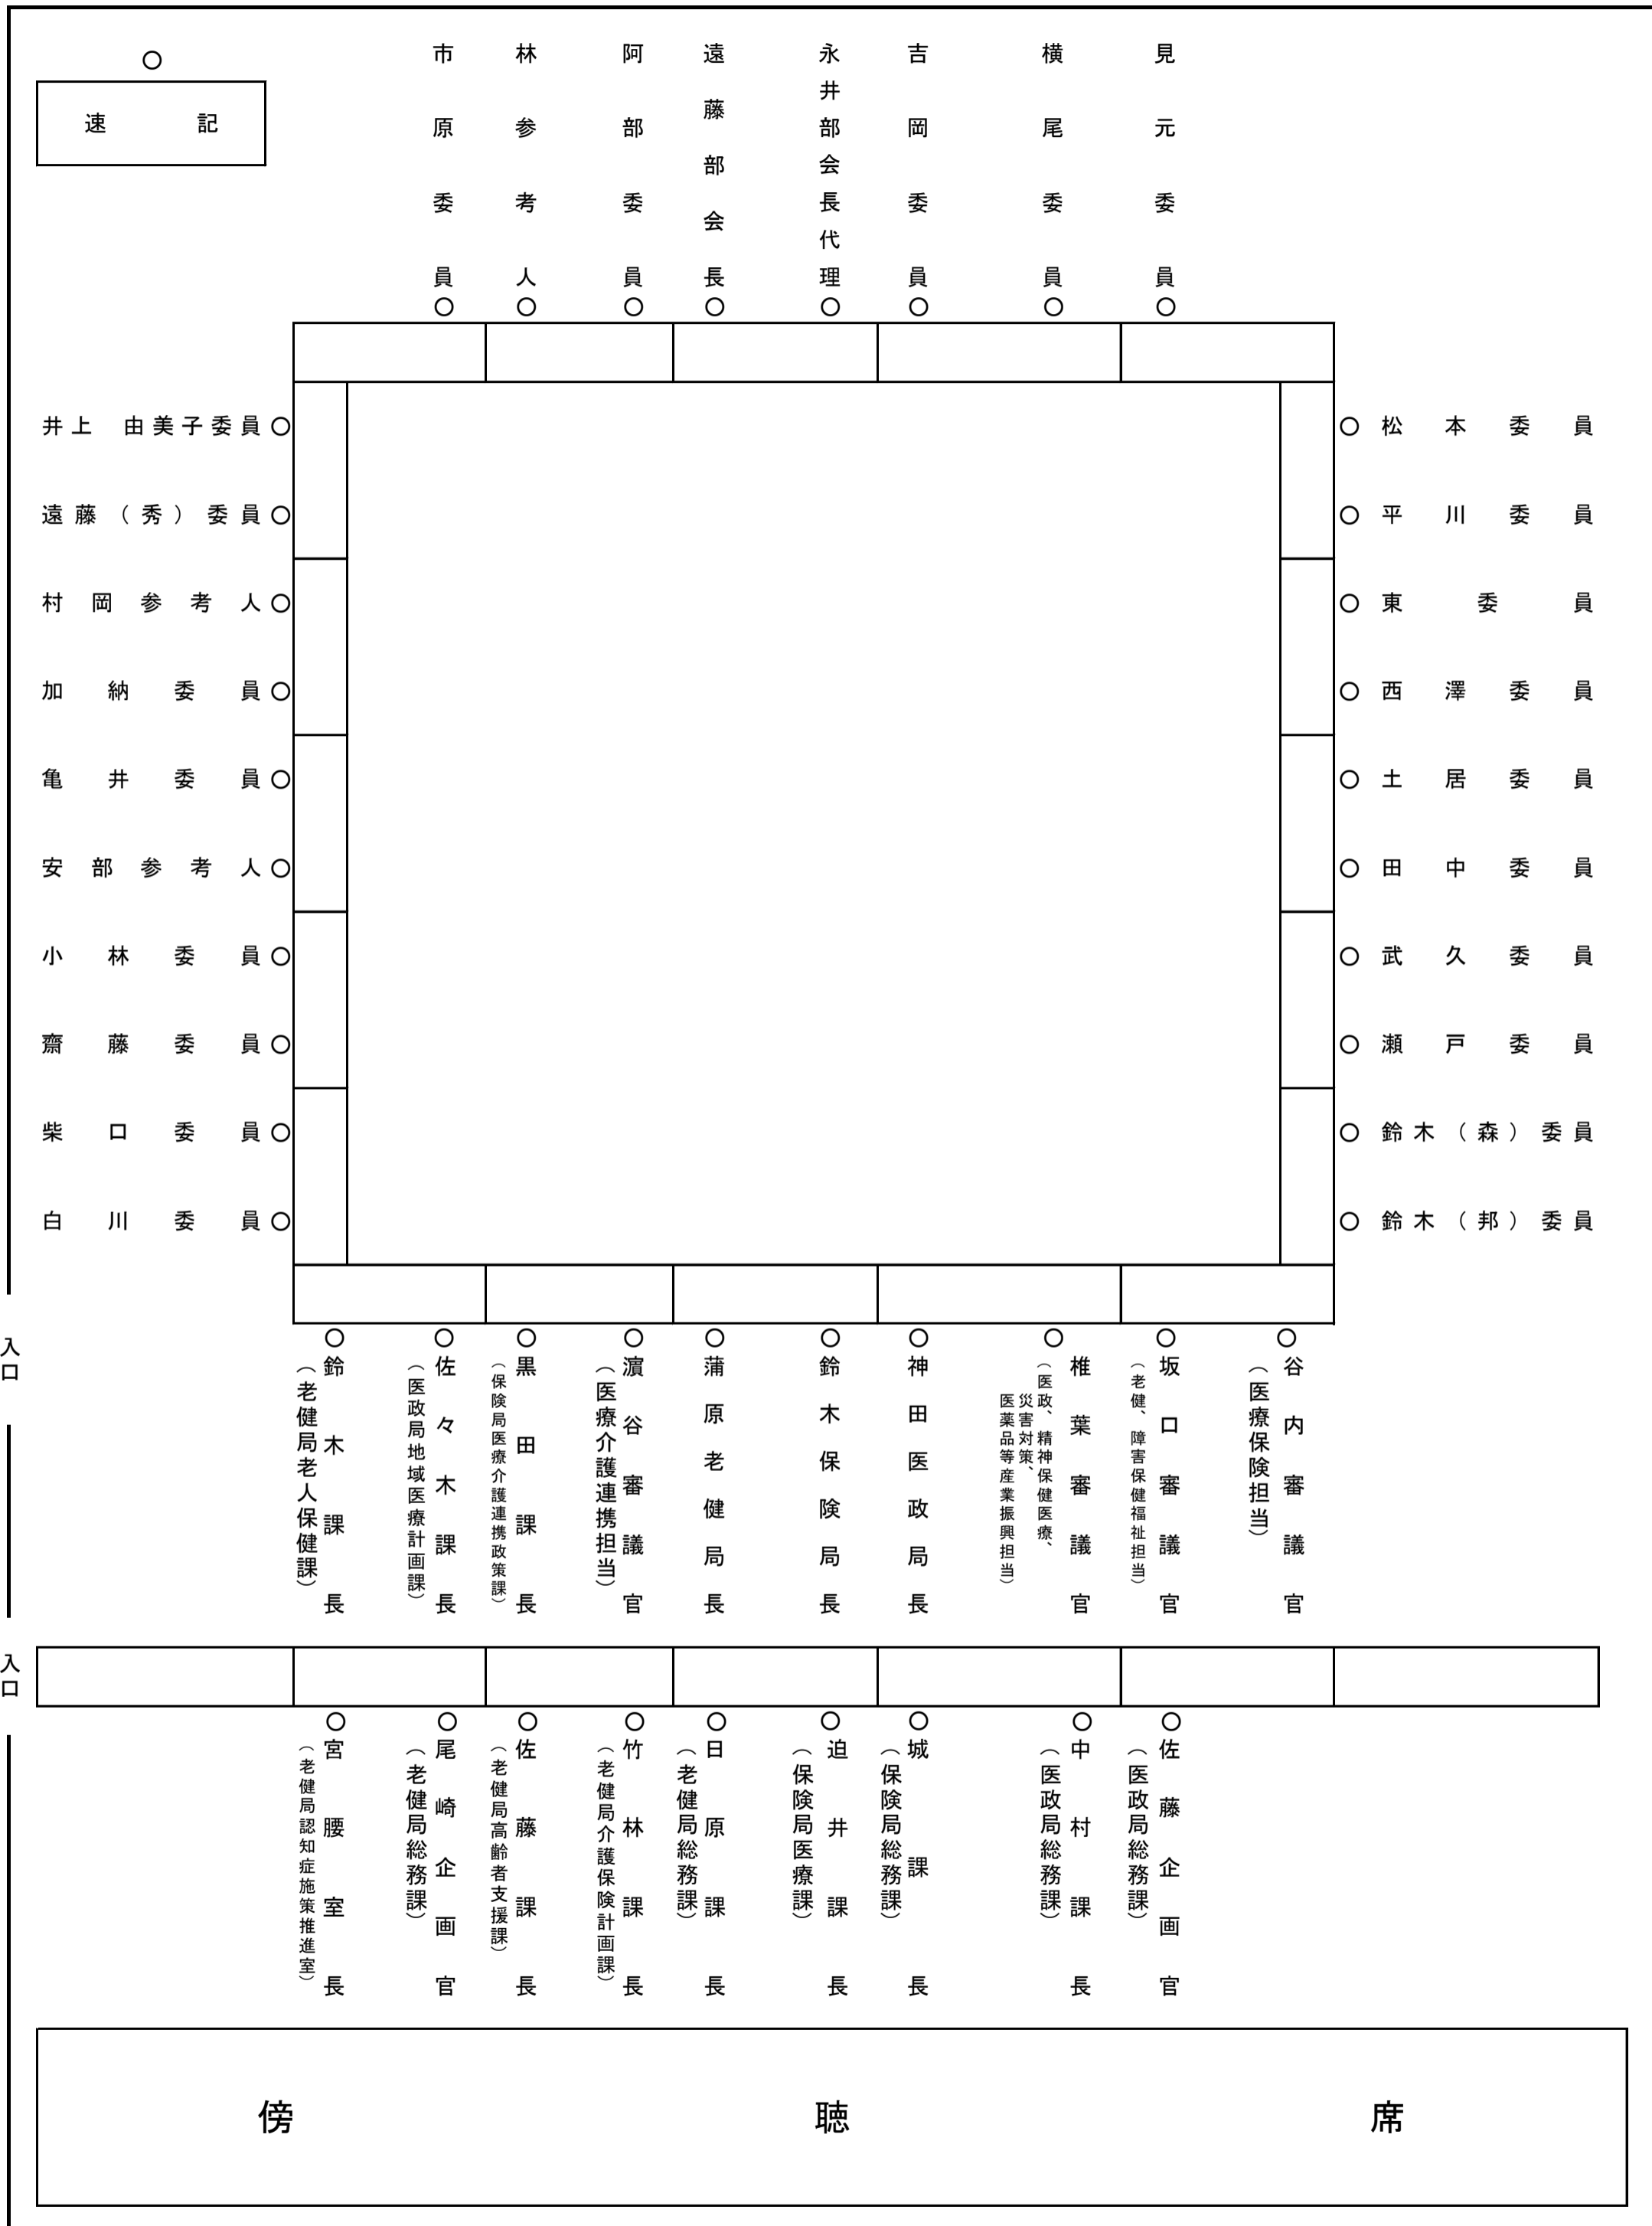 速記
市原委員
林参考人
阿部委員
遠藤部会長
永井部会長代理
吉岡委員
横尾委員
見元委員
井上 由美子委員
遠藤（秀）委員
村岡参考人
加納委員
亀井委員
安部参考人
小林委員
齋藤委員
柴口委員
白川委員
松本委員
平川委員
東委員
西澤委員
土居委員
田中委員
武久委員
瀬戸委員
鈴木（森）委員
鈴木（邦）委員
入口
鈴木課長
（老健局老人保健課）
佐々木課長
（医政局地域医療計画課）
黒田課長
（保険局医療介護連携政策課）
濵谷審議官
（医療介護連携担当）
蒲原老健局長
鈴木保険局長
神田医政局長
椎葉審議官
（医政、精神保健医療、
災害対策、
医薬品等産業振興担当）
坂口審議官
（老健、障害保健福祉担当）
谷内審議官
（医療保険担当）
入口
宮腰室長
（老健局認知症施策推進室）
尾崎企画官
（老健局総務課）
佐藤課長
（老健局高齢者支援課）
竹林課長
（老健局介護保険計画課）
日原課長
（老健局総務課）
迫井課長
（保険局医療課）
城課長
（保険局総務課）
中村課長
（医政局総務課）
佐藤企画官
（医政局総務課）
傍聴席